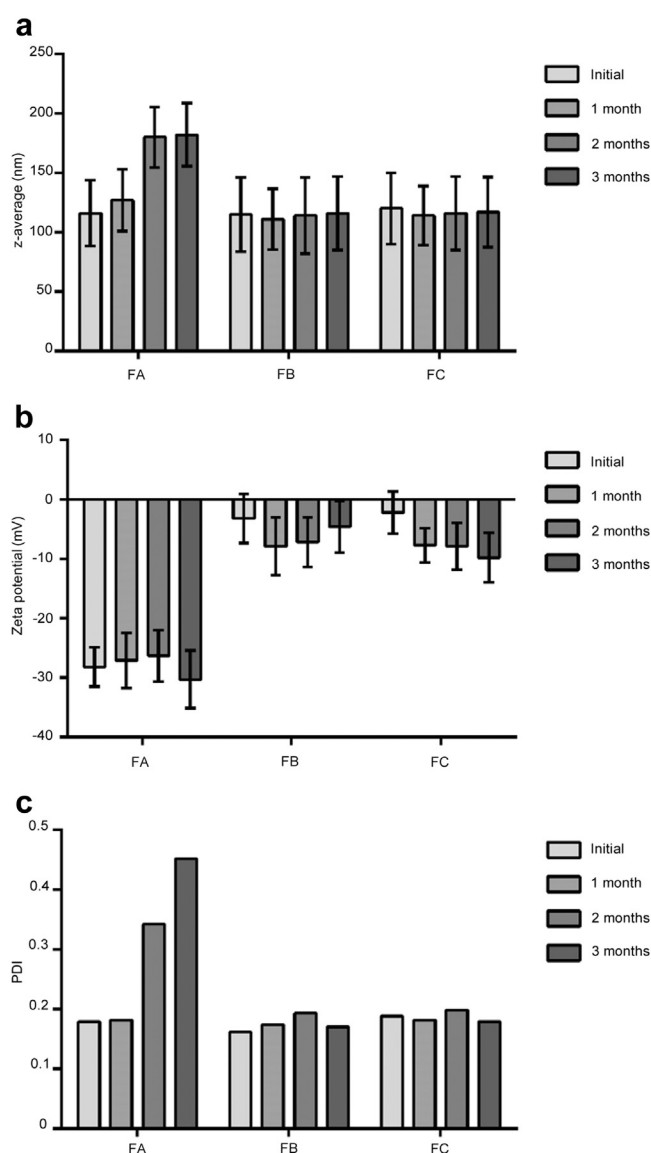 a
250
200
150
100
50
0
z-average (nm)
FA FB FC
Initial
1 month
2 months
3 months
b
10
0
-10
-20
-30
-40
Zeta potential (mV)
FA FB FC
Initial
1 month
2 months
3 months
c
0.5
0.4
0.3
0.2
0.1
0
PDI
FA FB FC
Initial
1 month
2 months
3 months